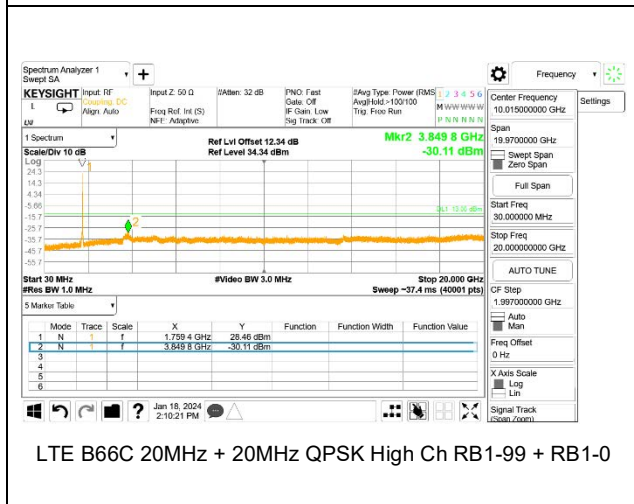 Spectrum Analyzer 1
Swept SA
+
Frequency
KEYSIGHT
Input: RF
Coupling: DC
Align: Auto
Input Z: 50 Ω
Freq Ref: Int (S)
NFE: Adaptive
#Atten: 32 dB
PNO: Fast
Gate: Off
IF Gain: Low
Sig Track: Off
#Avg Type: Power (RMS
Avg|Hold:>100/100
Trig: Free Run
1 2 3 4 5 6
M W W W W W
P N N N N N
Settings
Center Frequency
10.015000000 GHz
Span
19.9700000 GHz
Swept Span
Zero Span
Full Span
Start Freq
30.000000 MHz
Stop Freq
20.000000000 GHz
AUTO TUNE
CF Step
1.997000000 GHz
Auto
Man
Freq Offset
0 Hz
X Axis Scale
Log
Lin
Signal Track
(Span Zoom)
1 Spectrum
Scale/Div 10 dB
Log
Ref Lvl Offset 12.34 dB
Ref Level 34.34 dBm
Mkr2 3.849 8 GHz
-30.11 dBm
24.3
14.3
4.34
-5.66
-15.7
-25.7
-35.7
-45.7
-55.7
1
2
Start 30 MHz
#Res BW 1.0 MHz
#Video BW 3.0 MHz
Stop 20.000 GHz
Sweep ~37.4 ms (40001 pts)
5 Marker Table
Mode Trace Scale X Y Function Function Width Function Value
1 N 1 f 1.759 4 GHz 28.46 dBm
2 N 1 f 3.849 8 GHz -30.11 dBm
3
4
5
6
?
Jan 18, 2024
2:10:21 PM
LTE B66C 20MHz + 20MHz QPSK High Ch RB1-99 + RB1-0